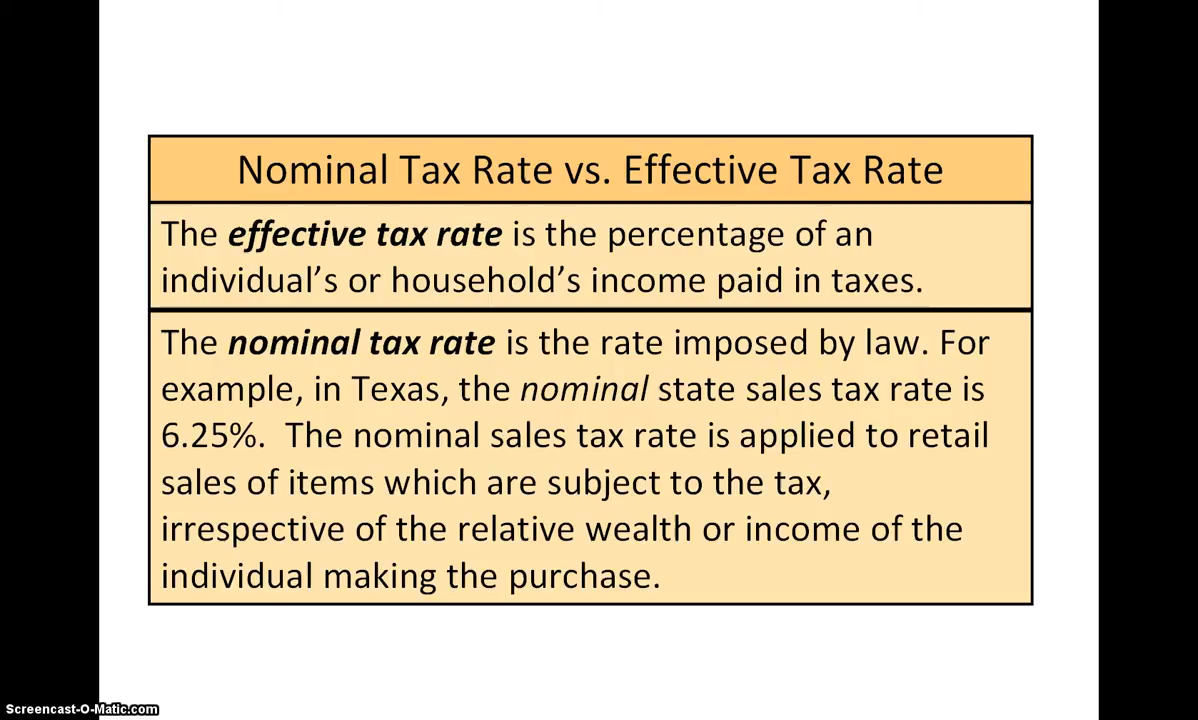 Nominal Tax Rate vs. Effective Tax Rate
The effective tax rate is the percentage of an
individual’s or household’s income paid in taxes.
The nominal tax rate is the rate imposed by law. For
example, in Texas, the nominal state sales tax rate is
6.25%.  The nominal sales tax rate is applied to retail
sales of items which are subject to the tax,
irrespective of the relative wealth or income of the
individual making the purchase.
Screencast-O-Matic.com